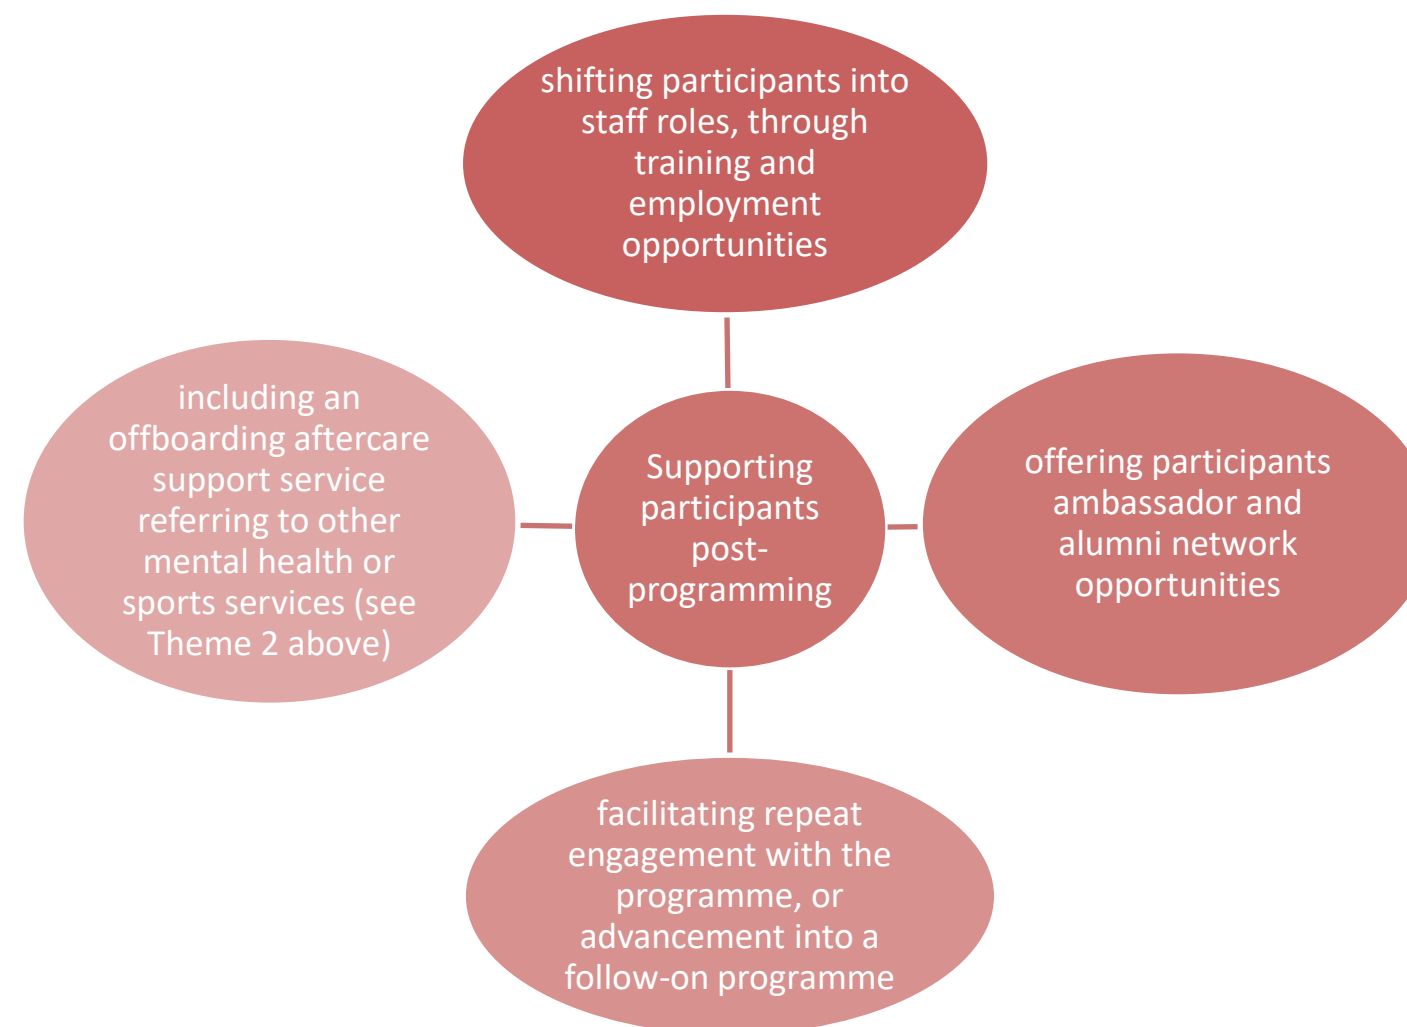 shifting participants into
staff roles, through
training and
employment
opportunities
including an
offboarding aftercare
support service
referring to other
mental health or
sports services (see
Theme 2 above)
Supporting
participants
post-
programming
offering participants
ambassador and
alumni network
opportunities
facilitating repeat
engagement with the
programme, or
advancement into a
follow-on programme